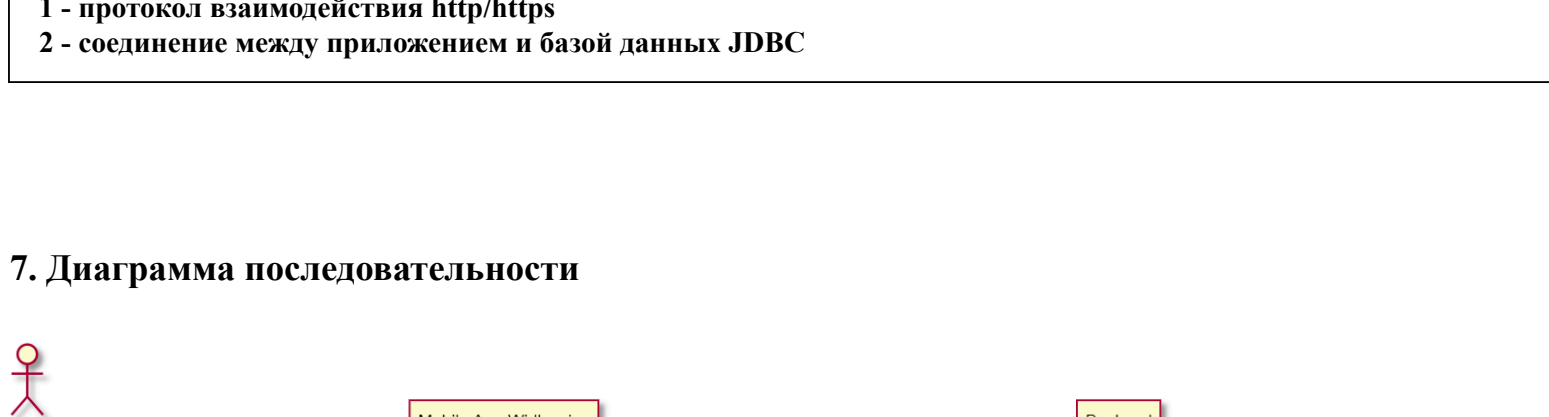 1 - протокол взаимодействия http/https
2 - соединение между приложением и базой данных JDBC
7. Диаграмма последовательности